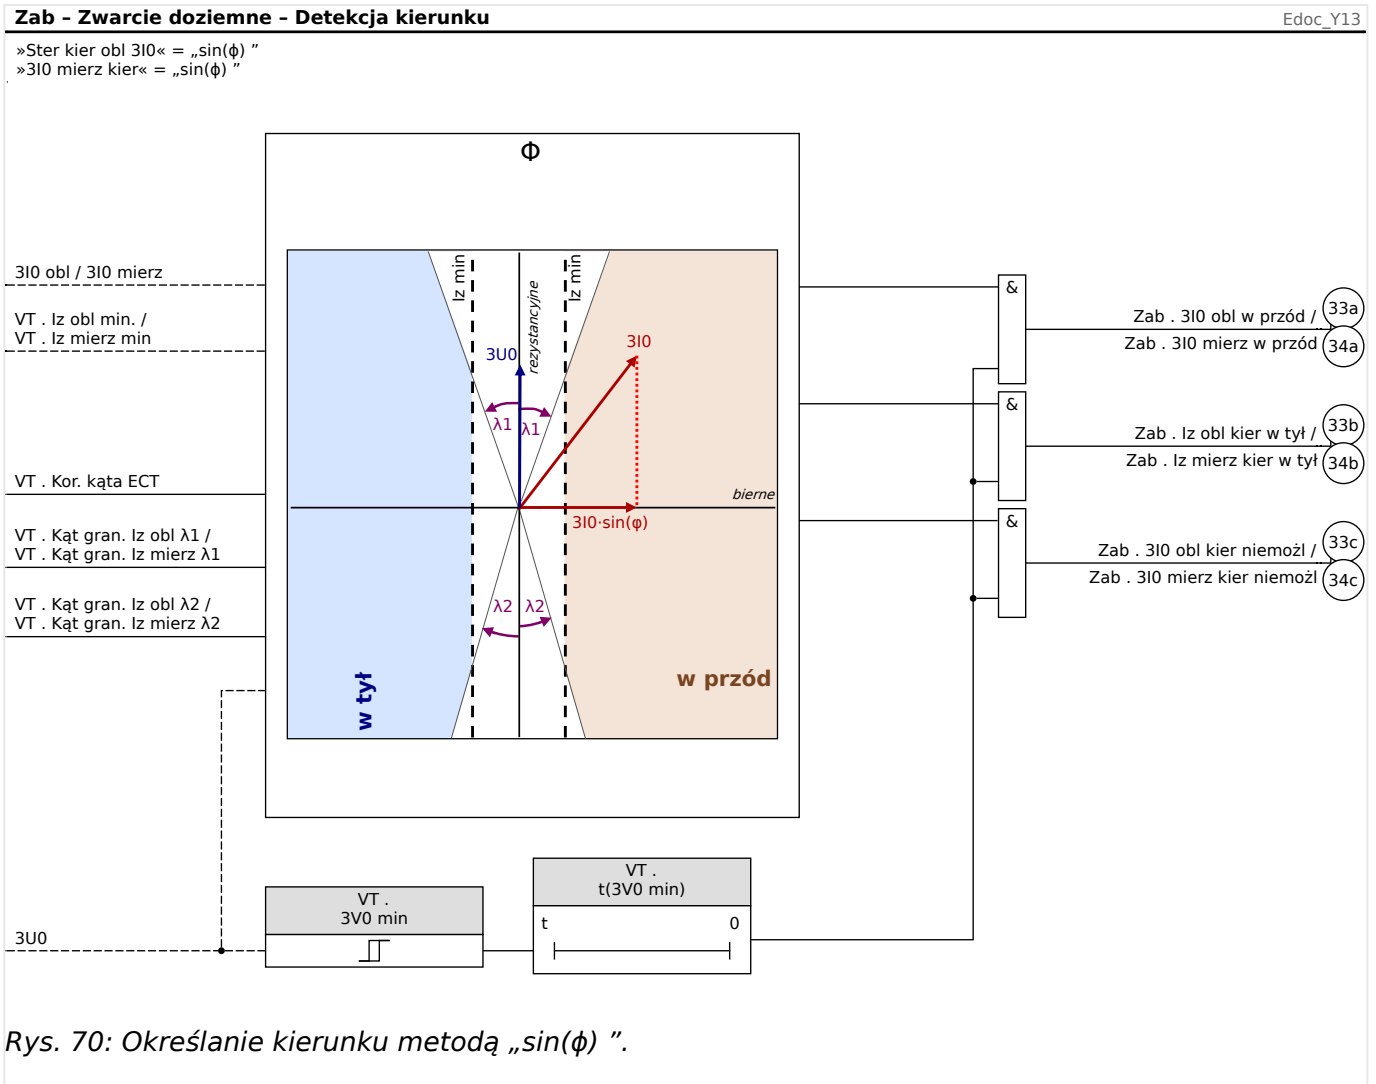 Zab – Zwarcie doziemne – Detekcja kierunku
Edoc_Y13
»Ster kier obl 3I0« = „sin(ϕ) ”
»3I0 mierz kier« = „sin(ϕ) ”
Φ
3I0 obl / 3I0 mierz
VT . Iz obl min. /
VT . Iz mierz min
VT . Kor. kąta ECT
VT . Kąt gran. Iz obl λ1 /
VT . Kąt gran. Iz mierz λ1
VT . Kąt gran. Iz obl λ2 /
VT . Kąt gran. Iz mierz λ2
3U0
Iz min
rezystancyjne
Iz min
3U0
3I0
λ1
λ1
bierne
3I0·sin(φ)
λ2
λ2
w tył
w przód
&
Zab . 3I0 obl w przód /
Zab . 3I0 mierz w przód
33a
34a
&
Zab . Iz obl kier w tył /
Zab . Iz mierz kier w tył
33b
34b
&
Zab . 3I0 obl kier niemożl /
Zab . 3I0 mierz kier niemożl
33c
34c
VT .
3V0 min
VT .
t(3V0 min)
t
0
Rys. 70: Określanie kierunku metodą „sin(ϕ) ”.